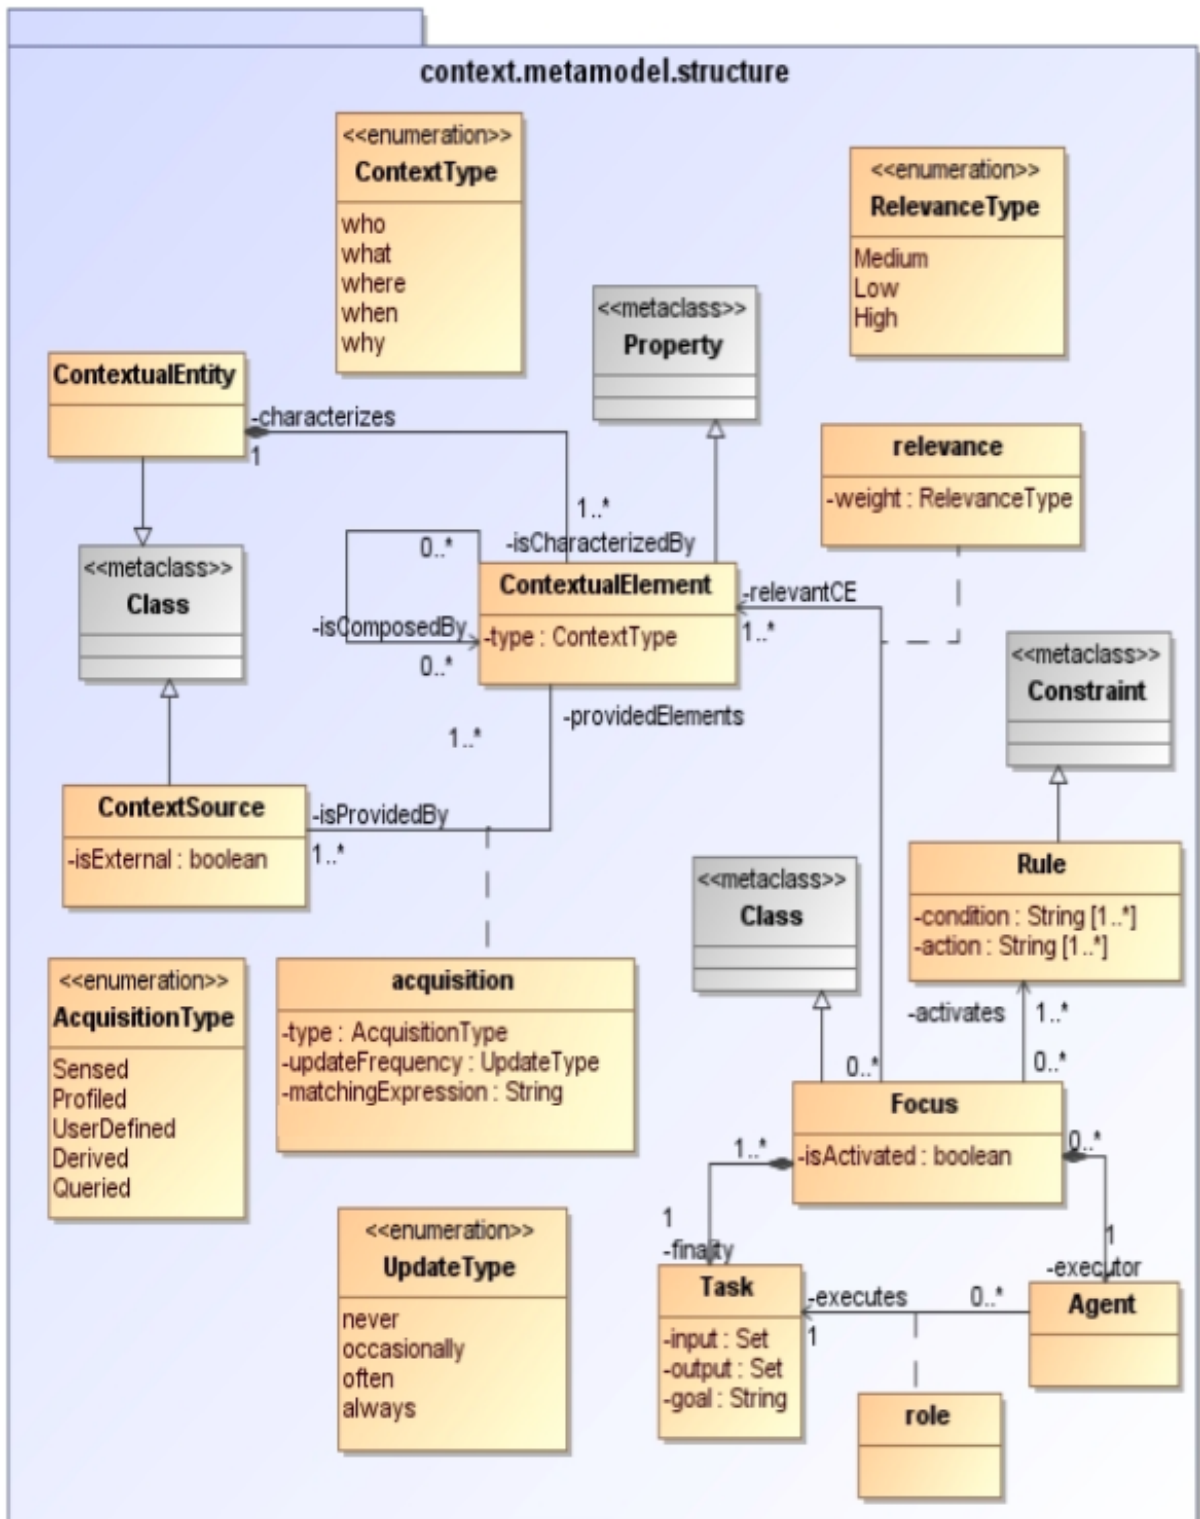 context.metamodel.structure
<<enumeration>>
ContextType
who
what
where
when
why
<<enumeration>>
RelevanceType
Medium
Low
High
<<metaclass>>
Property
ContextualEntity
-characterizes
1
1..*
-isCharacterizedBy
relevance
-weight : RelevanceType
<<metaclass>>
Class
0..*
-isComposedBy
0..*
ContextualElement
-type : ContextType
-relevantCE
1..*
<<metaclass>>
Constraint
-providedElements
1..*
ContextSource
-isExternal : boolean
-isProvidedBy
1..*
<<metaclass>>
Class
Rule
-condition : String [1..*]
-action : String [1..*]
<<enumeration>>
AcquisitionType
Sensed
Profiled
UserDefined
Derived
Queried
acquisition
-type : AcquisitionType
-updateFrequency : UpdateType
-matchingExpression : String
-activates
1..*
0..*
0..*
Focus
-isActivated : boolean
1..*
0..*
<<enumeration>>
UpdateType
never
occasionally
often
always
1
-finality
1
-executor
Task
-input : Set
-output : Set
-goal : String
-executes
1
0..*
Agent
role